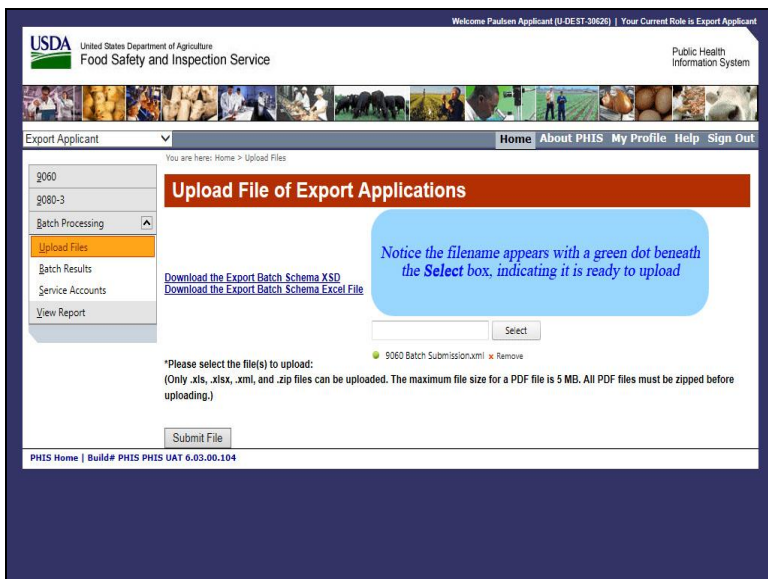 Welcome Paulsen Applicant (U-DEST-30626) | Your Current Role is Export Applicant
USDA
United States Department of Agriculture
Food Safety and Inspection Service
Public Health
Information System
Export Applicant
Home About PHIS My Profile Help Sign Out
You are here: Home > Upload Files
9060
9080-3
Batch Processing
Upload Files
Batch Results
Service Accounts
View Report
Upload File of Export Applications
Notice the filename appears with a green dot beneath
the Select box, indicating it is ready to upload
Download the Export Batch Schema XSD
Download the Export Batch Schema Excel File
Select
9060 Batch Submission.xml x Remove
*Please select the file(s) to upload:
(Only .xls, .xlsx, .xml, and .zip files can be uploaded. The maximum file size for a PDF file is 5 MB. All PDF files must be zipped before
uploading.)
Submit File
PHIS Home | Build# PHIS PHIS UAT 6.03.00.104